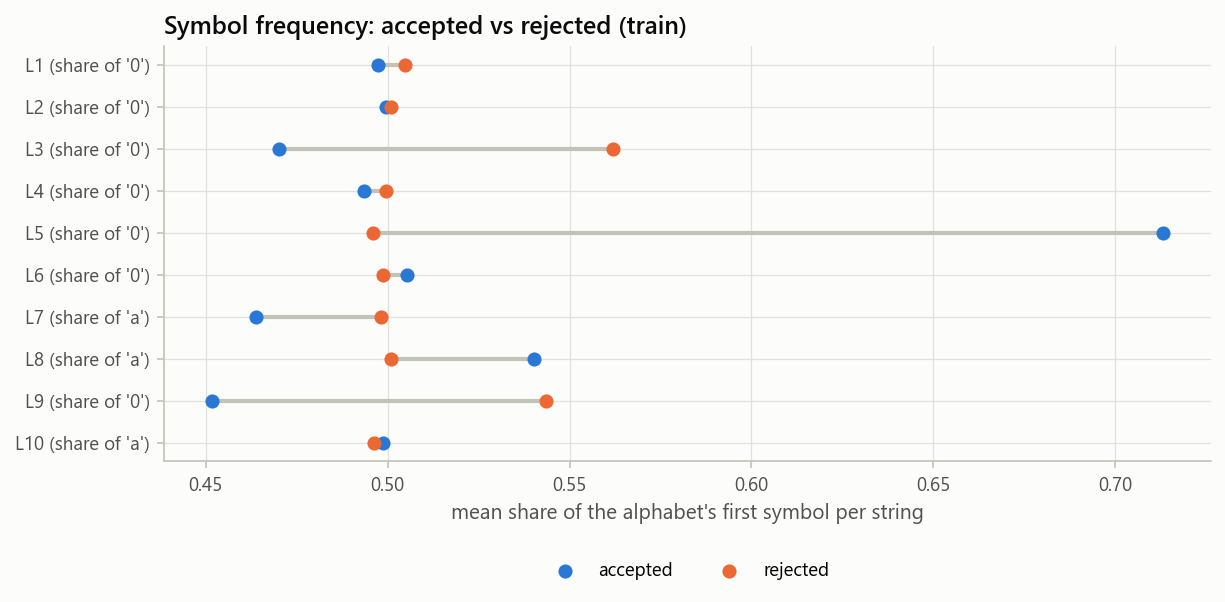 Symbol frequency: accepted vs rejected (train)
L1 (share of '0')
L2 (share of '0')
L3 (share of '0')
L4 (share of '0')
L5 (share of '0')
L6 (share of '0')
L7 (share of 'a')
L8 (share of 'a')
L9 (share of '0')
L10 (share of 'a')
0.45 0.50 0.55 0.60 0.65 0.70
mean share of the alphabet's first symbol per string
accepted rejected